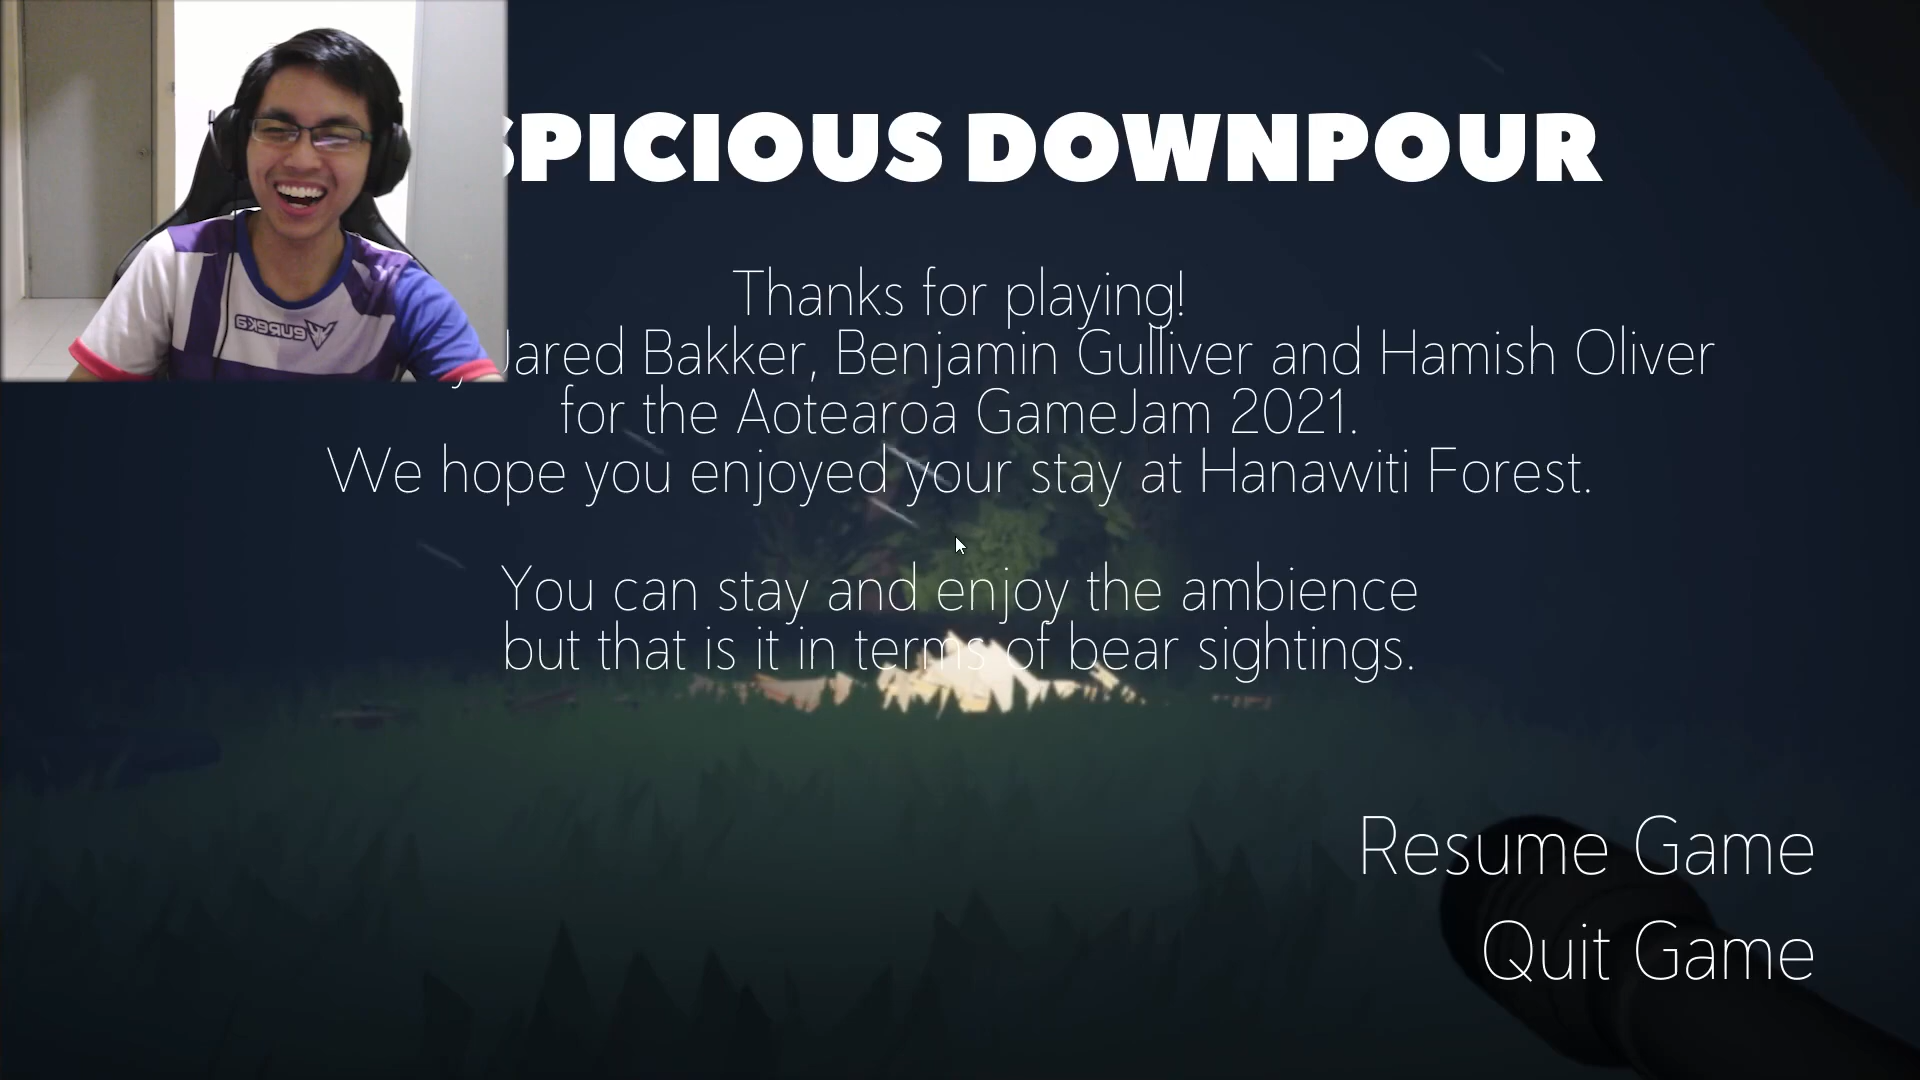 SPICIOUS DOWNPOUR
Thanks for playing!
Jared Bakker, Benjamin Gulliver and Hamish Oliver
for the Aotearoa GameJam 2021.
We hope you enjoyed your stay at Hanawiti Forest.
You can stay and enjoy the ambience
but that is it in terms of bear sightings.
Resume Game
Quit Game
eureka